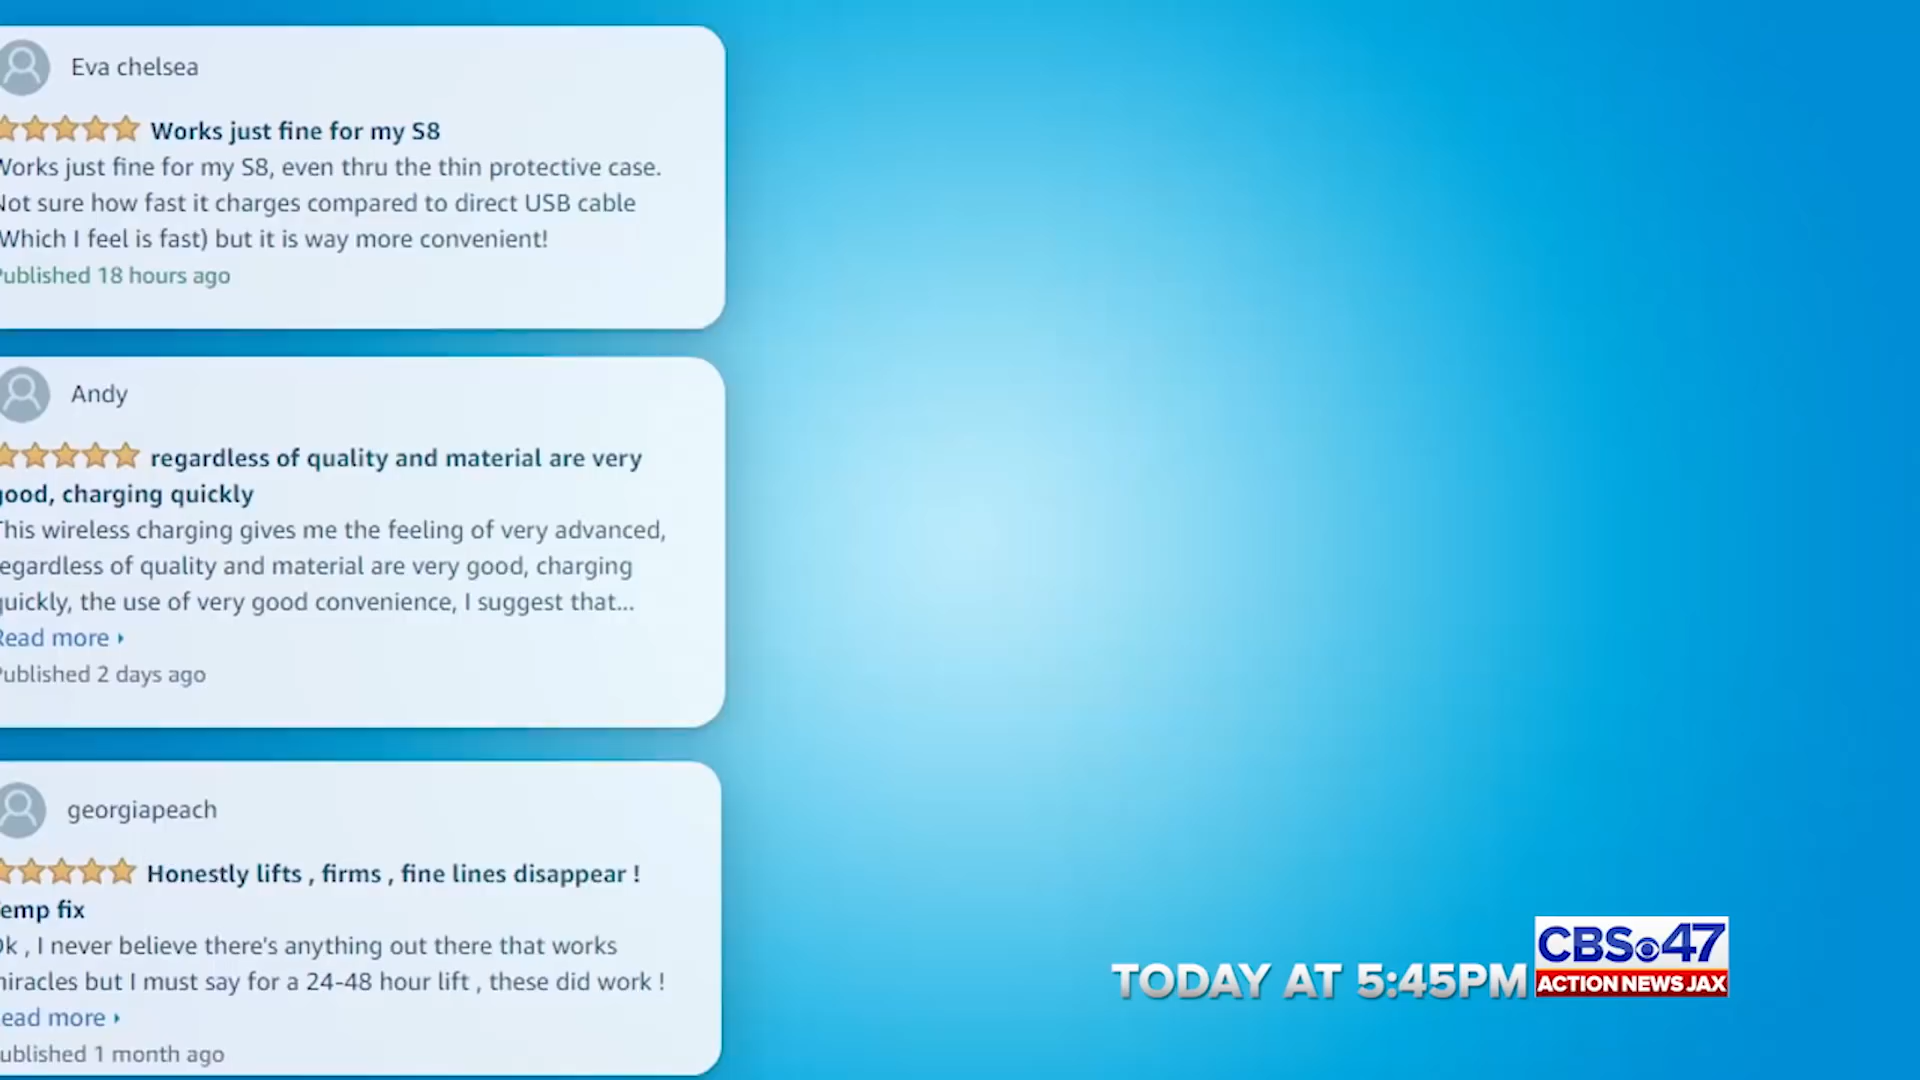 Eva chelsea
Works just fine for my S8
Works just fine for my S8, even thru the thin protective case.
Not sure how fast it charges compared to direct USB cable
Which I feel is fast) but it is way more convenient!
Published 18 hours ago
Andy
regardless of quality and material are very
good, charging quickly
This wireless charging gives me the feeling of very advanced,
regardless of quality and material are very good, charging
quickly, the use of very good convenience, I suggest that...
Read more
Published 2 days ago
georgiapeach
Honestly lifts , firms , fine lines disappear !
emp fix
Ok , I never believe there's anything out there that works
miracles but I must say for a 24-48 hour lift , these did work !
ead more
ublished 1 month ago
TODAY AT 5:45PM
CBS 47
ACTION NEWS JAX